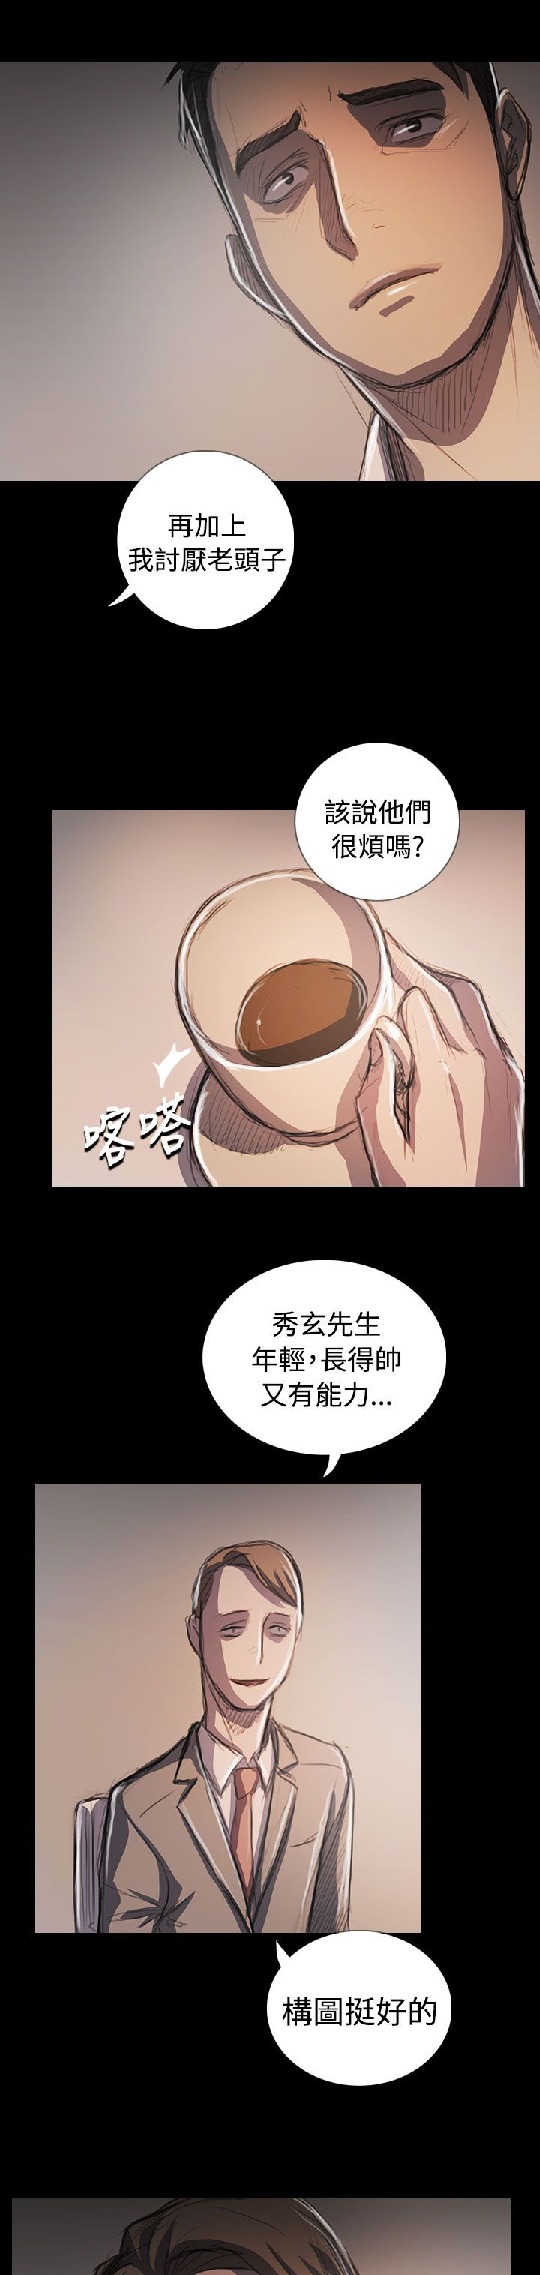 再加上
我討厭老頭子
該說他們
很煩嗎?
喀嗒
秀玄先生
年輕,長得帥
又有能力...
構圖挺好的